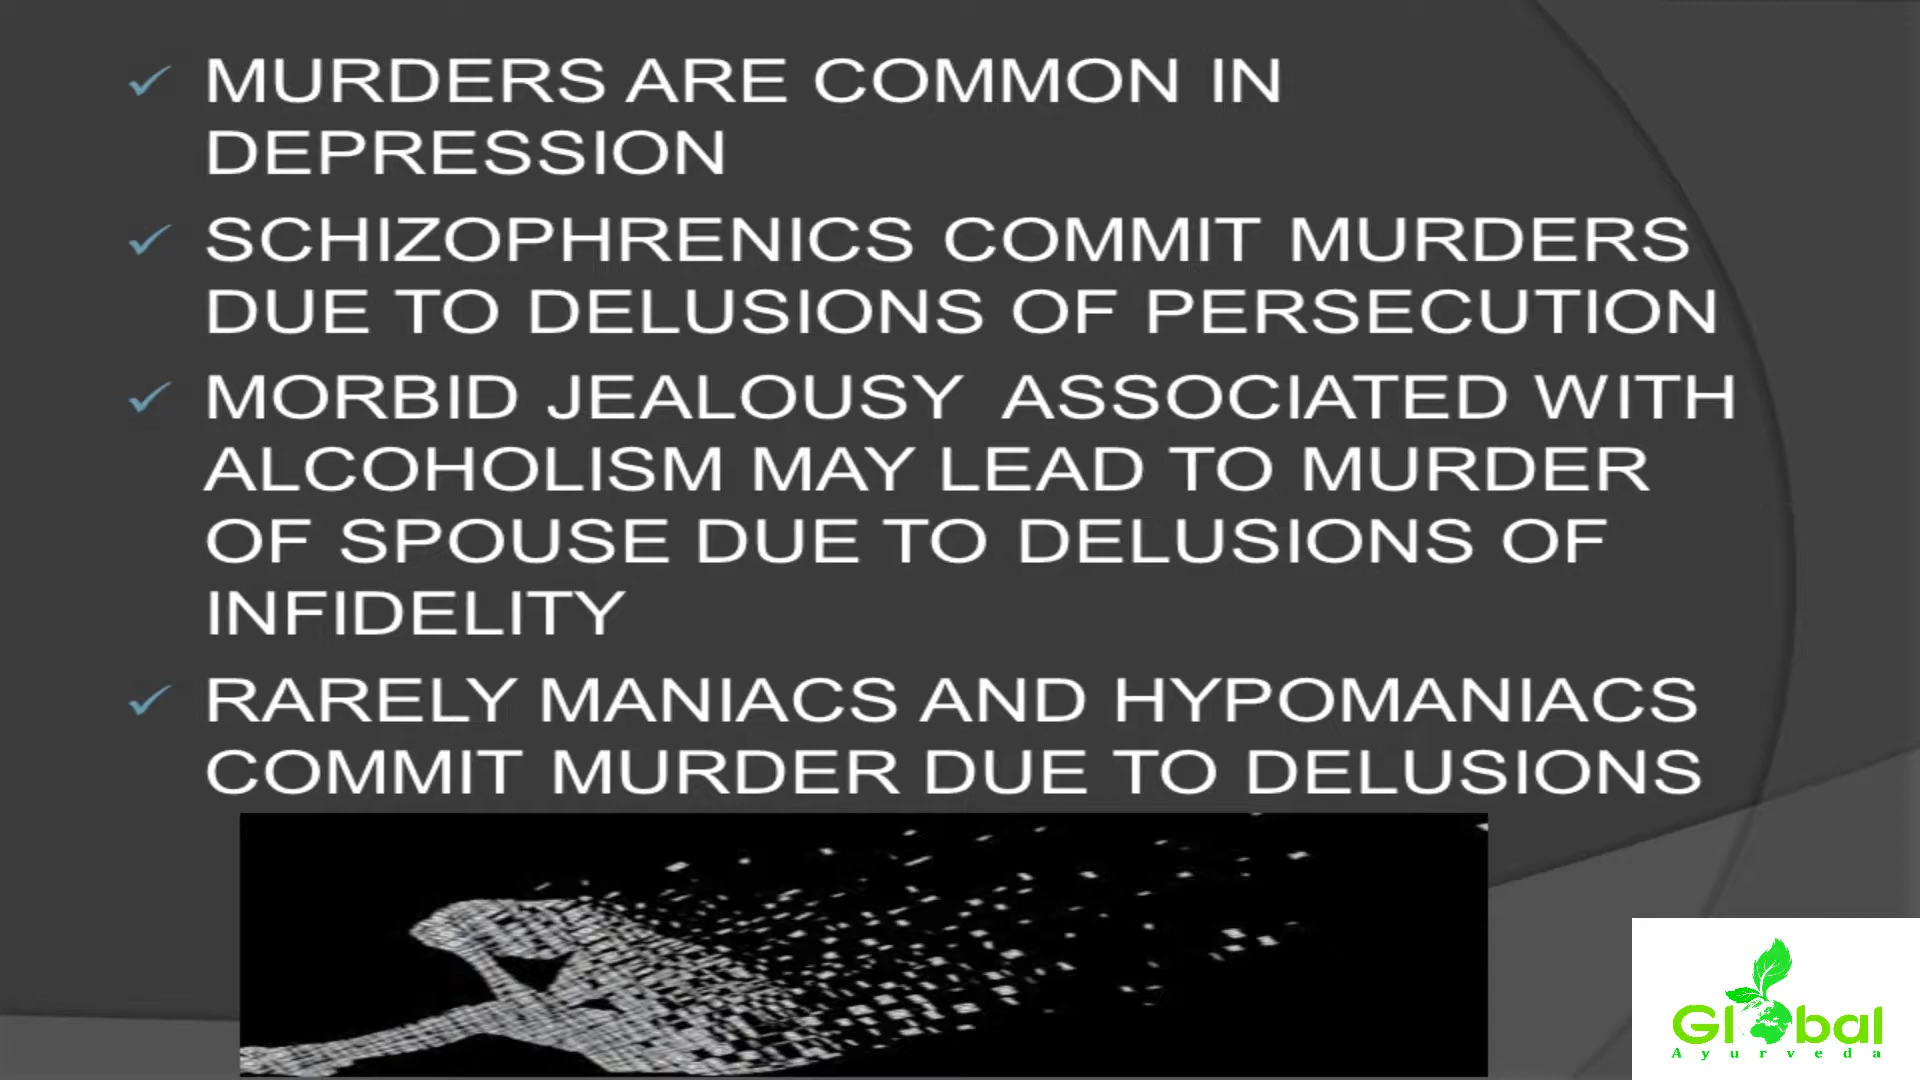 MURDERS ARE COMMON IN
DEPRESSION
SCHIZOPHRENICS COMMIT MURDERS
DUE TO DELUSIONS OF PERSECUTION
MORBID JEALOUSY ASSOCIATED WITH
ALCOHOLISM MAY LEAD TO MURDER
OF SPOUSE DUE TO DELUSIONS OF
INFIDELITY
RARELY MANIACS AND HYPOMANIACS
COMMIT MURDER DUE TO DELUSIONS
Global
Ayurveda